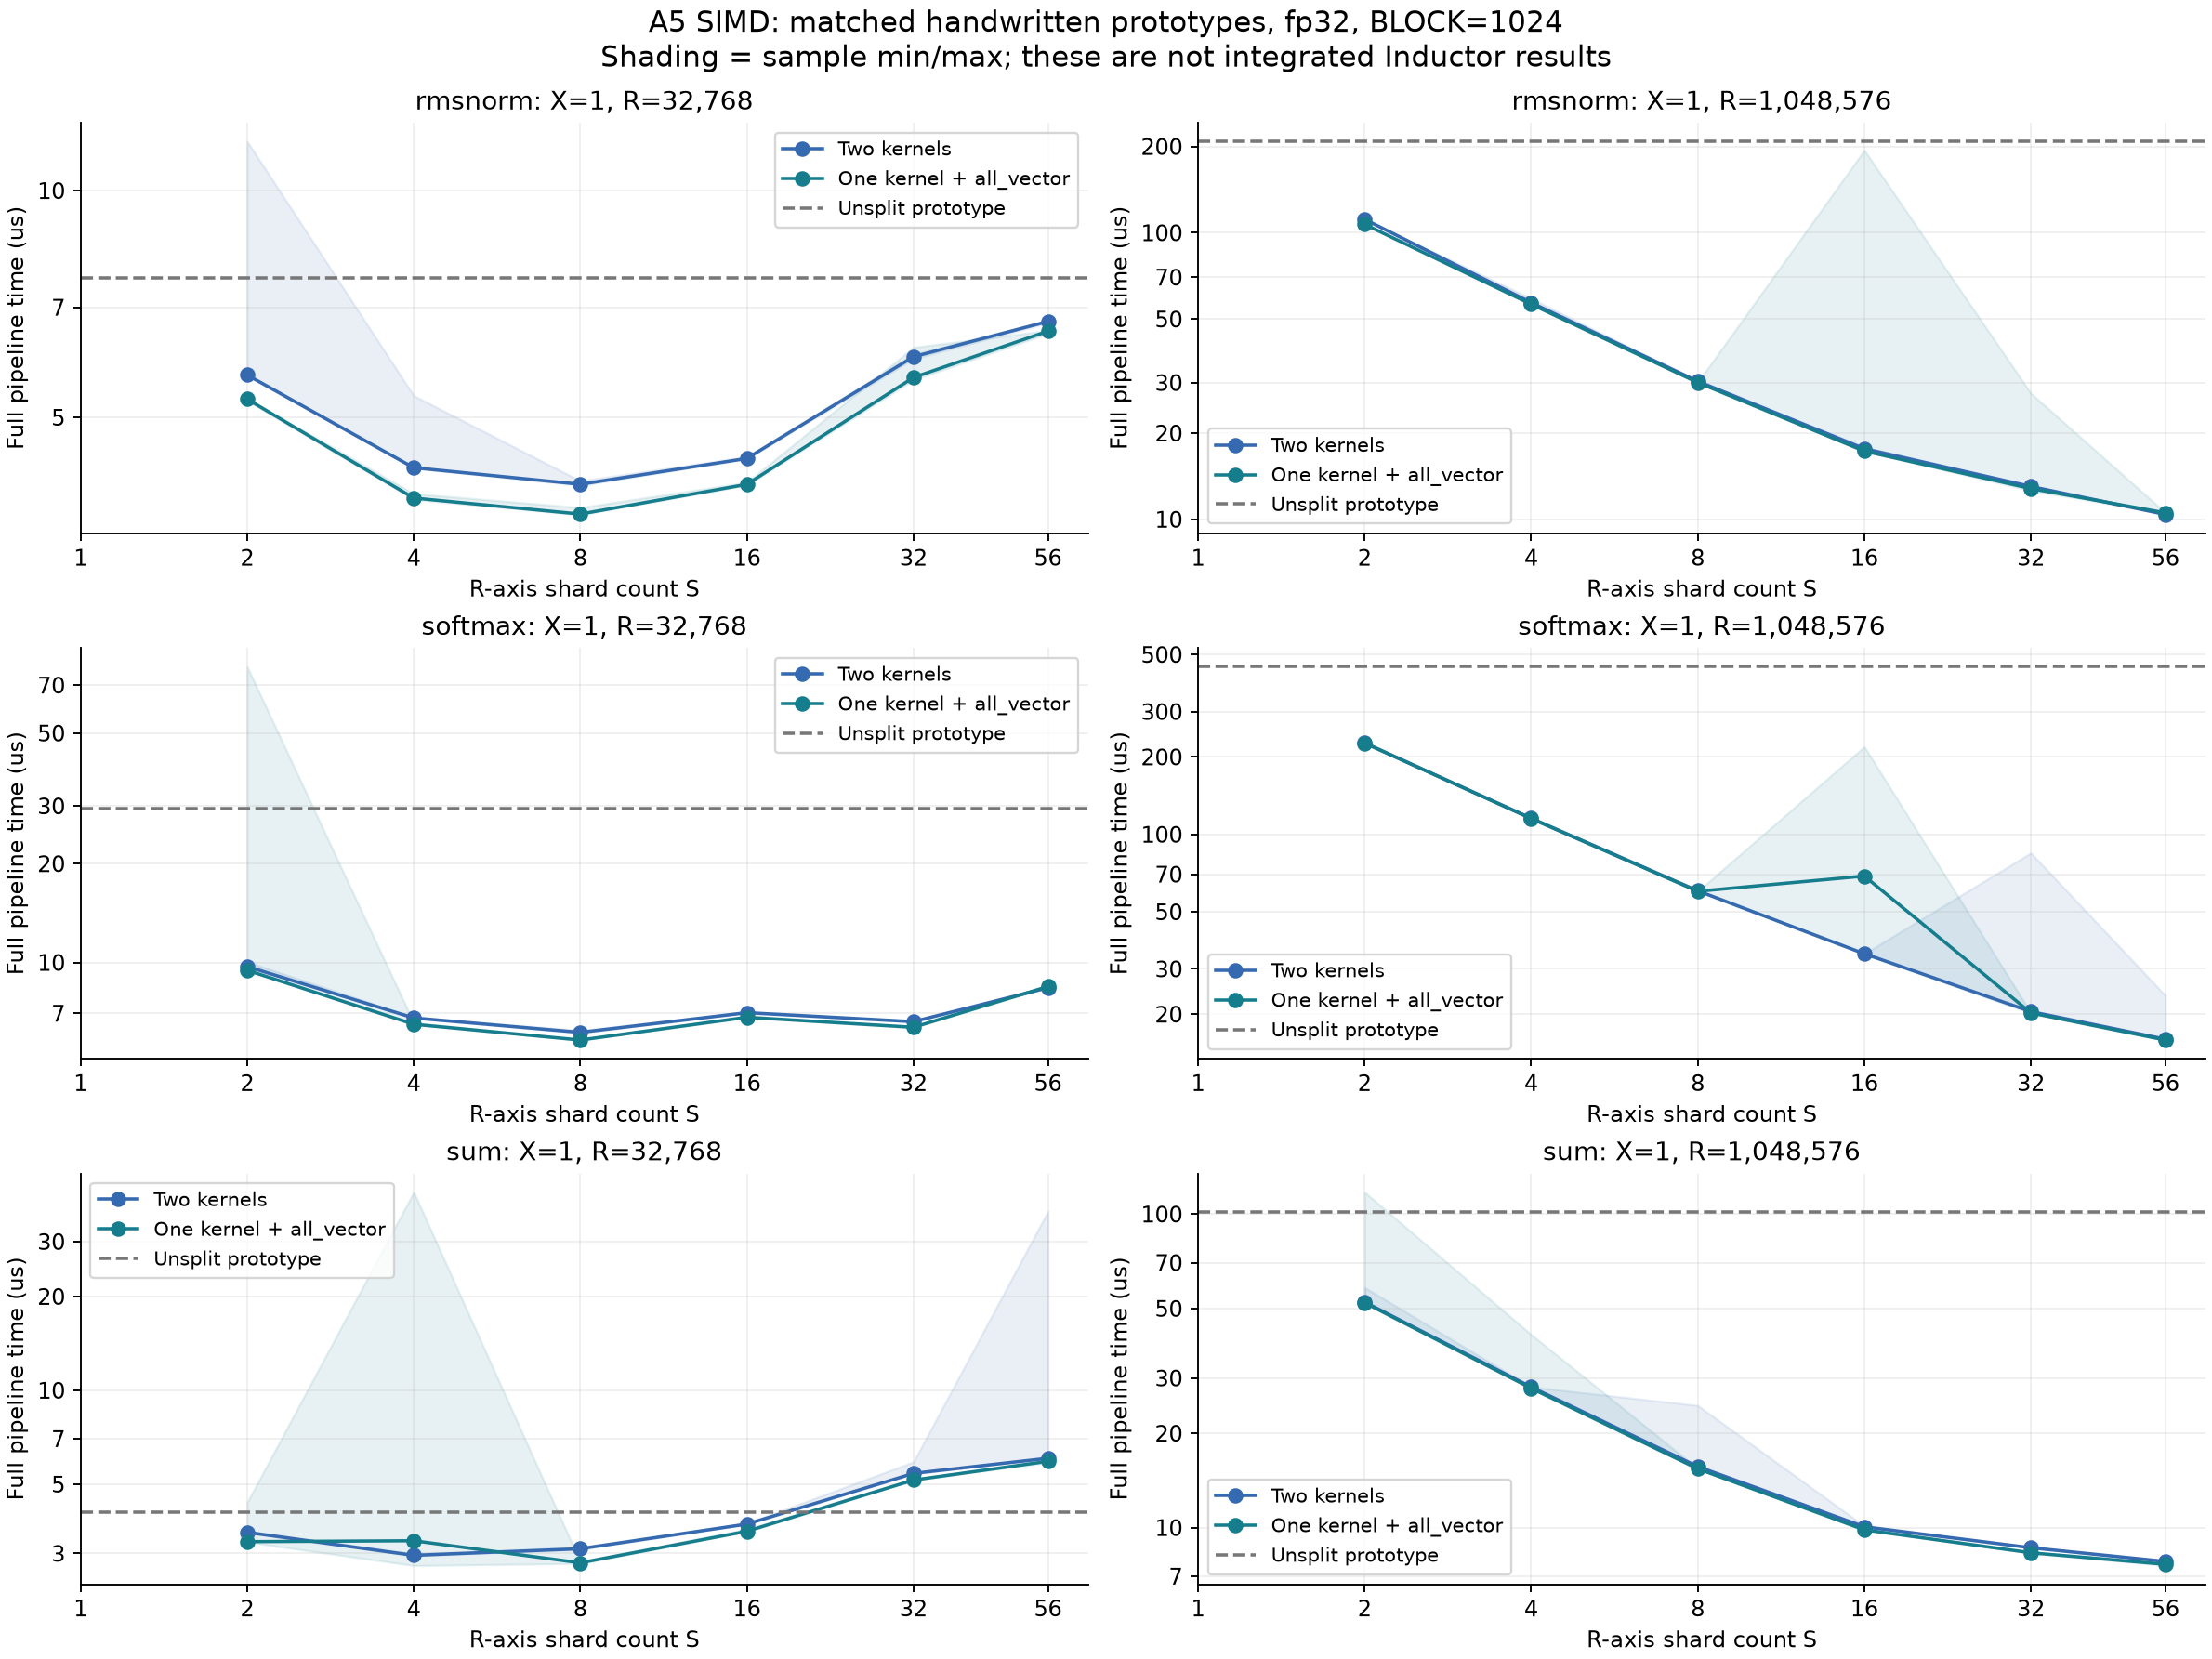 A5 SIMD: matched handwritten prototypes, fp32, BLOCK=1024
Shading = sample min/max; these are not integrated Inductor results
rmsnorm: X=1, R=32,768
Full pipeline time (us)
10
7
5
Two kernels
One kernel + all_vector
Unsplit prototype
1 2 4 8 16 32 56
R-axis shard count S
rmsnorm: X=1, R=1,048,576
Full pipeline time (us)
200
100
70
50
30
20
10
Two kernels
One kernel + all_vector
Unsplit prototype
1 2 4 8 16 32 56
R-axis shard count S
softmax: X=1, R=32,768
Full pipeline time (us)
70
50
30
20
10
7
Two kernels
One kernel + all_vector
Unsplit prototype
1 2 4 8 16 32 56
R-axis shard count S
softmax: X=1, R=1,048,576
Full pipeline time (us)
500
300
200
100
70
50
30
20
Two kernels
One kernel + all_vector
Unsplit prototype
1 2 4 8 16 32 56
R-axis shard count S
sum: X=1, R=32,768
Full pipeline time (us)
30
20
10
7
5
3
Two kernels
One kernel + all_vector
Unsplit prototype
1 2 4 8 16 32 56
R-axis shard count S
sum: X=1, R=1,048,576
Full pipeline time (us)
100
70
50
30
20
10
7
Two kernels
One kernel + all_vector
Unsplit prototype
1 2 4 8 16 32 56
R-axis shard count S